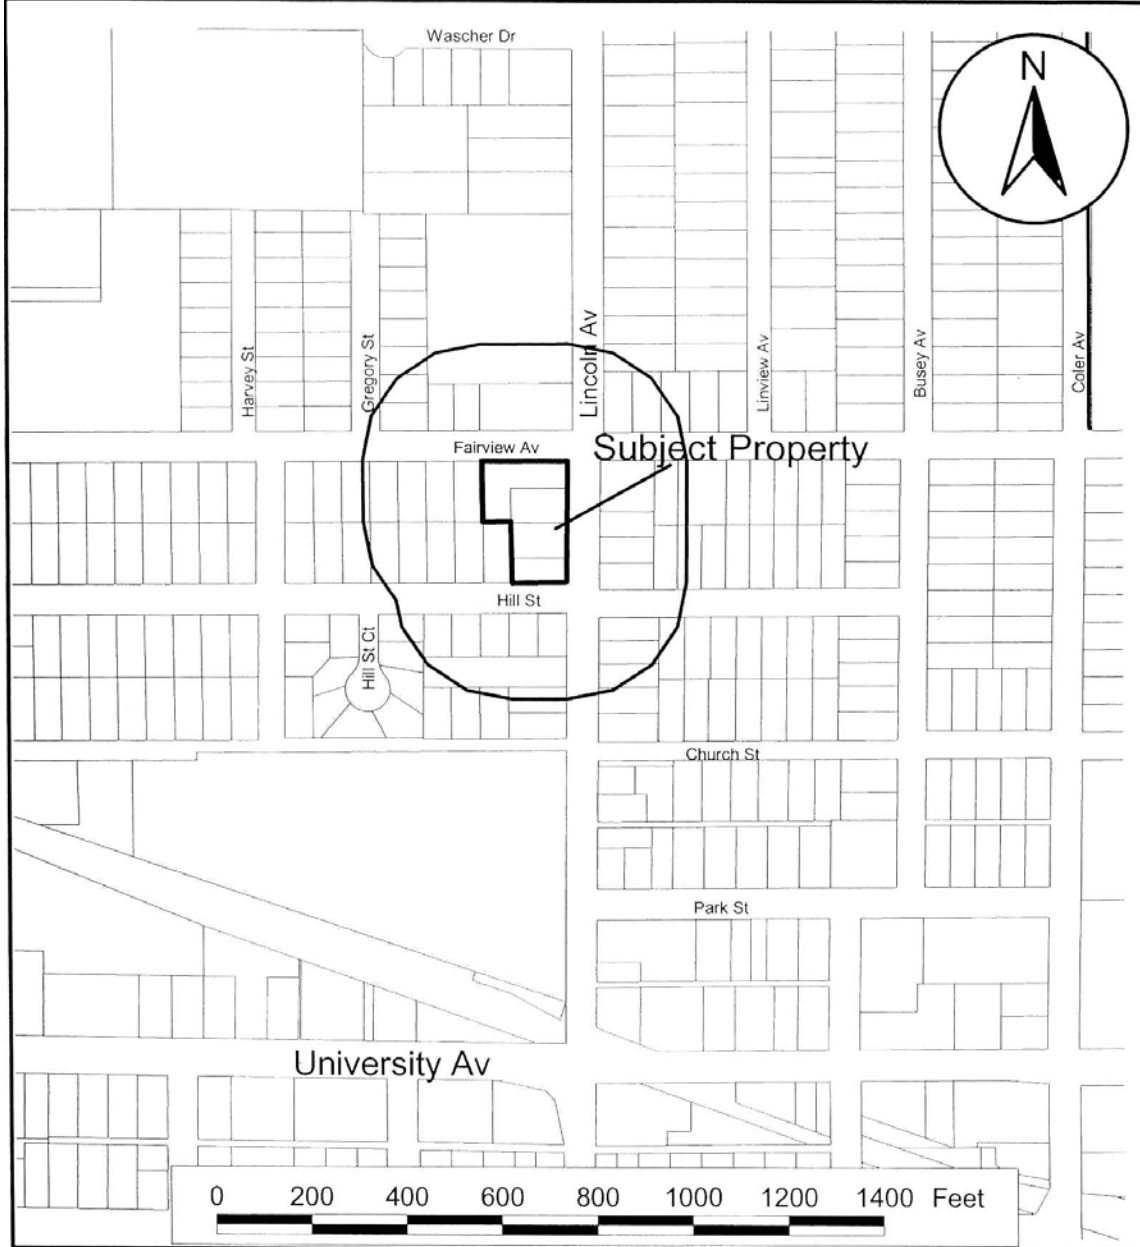 Wascher Dr
N
Lincoln Av
Harvey St
Gregory St
Linview Av
Busey Av
Coler Av
Fairview Av
Subject Property
Hill St
Hill St Ct
Church St
Park St
University Av
0 200 400 600 800 1000 1200 1400 Feet